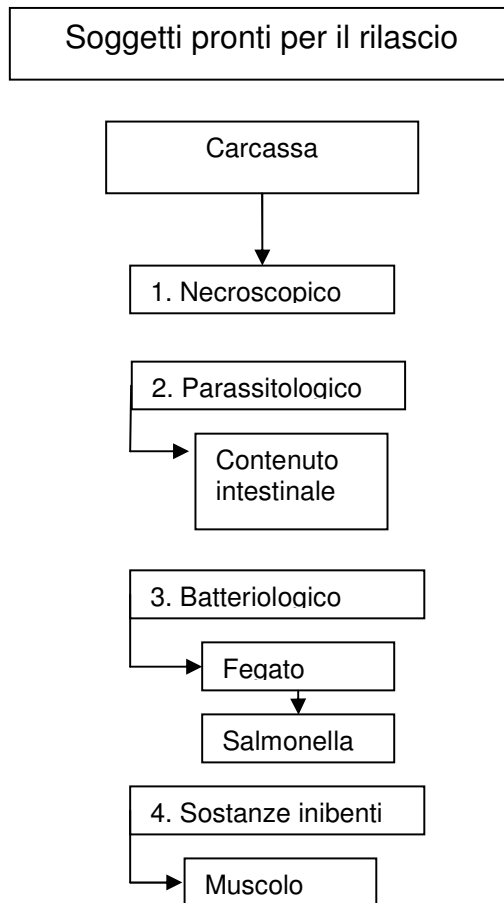 Soggetti pronti per il rilascio
Carcassa
1. Necroscopico
2. Parassitologico
Contenuto
intestinale
3. Batteriologico
Fegato
Salmonella
4. Sostanze inibenti
Muscolo